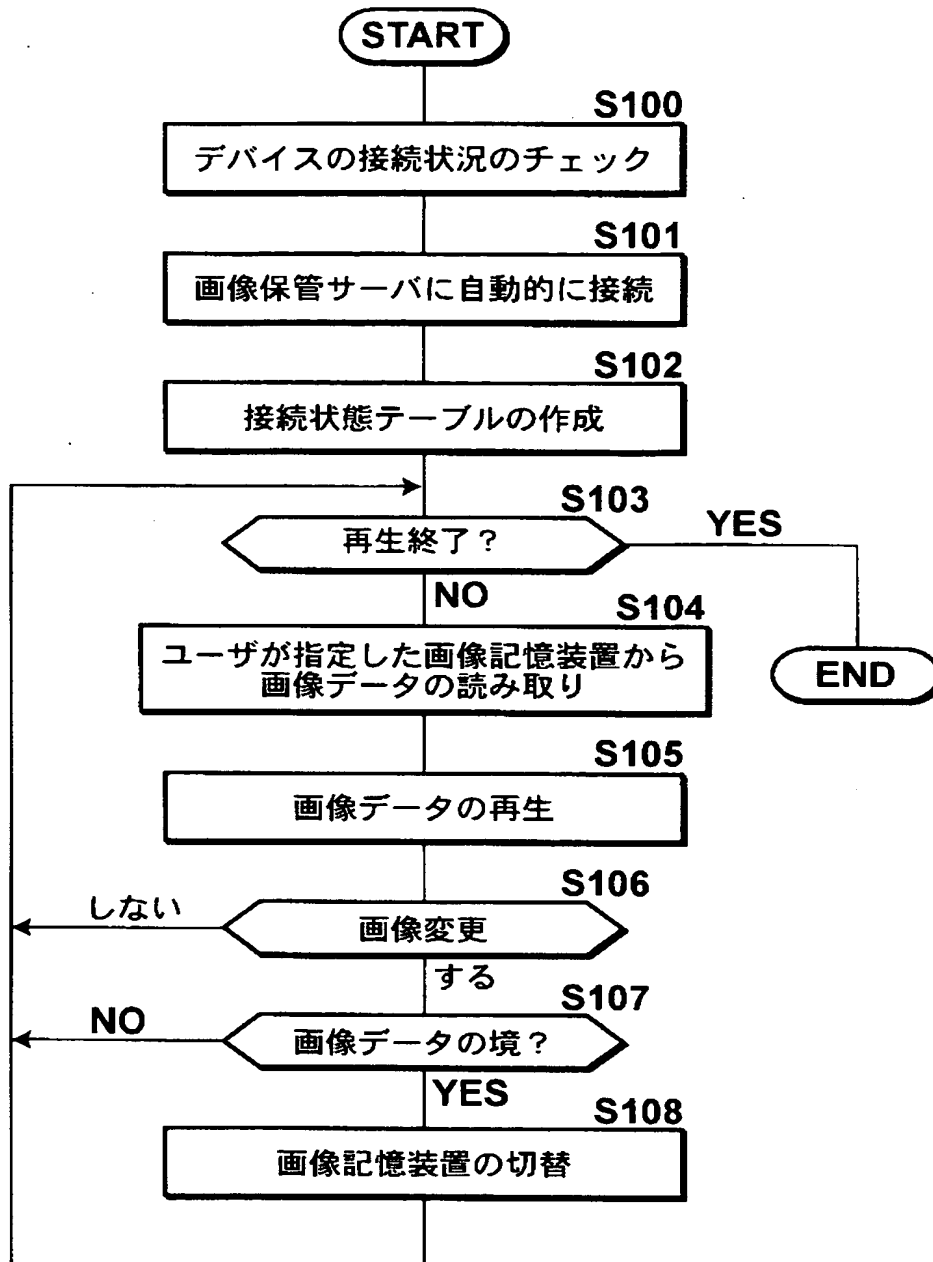 START
S100
デバイスの接続状況のチェック
S101
画像保管サーバに自動的に接続
S102
接続状態テーブルの作成
S103
再生終了?
YES
NO
S104
ユーザが指定した画像記憶装置から
画像データの読み取り
END
S105
画像データの再生
S106
しない
画像変更
する
S107
NO
画像データの境?
YES
S108
画像記憶装置の切替